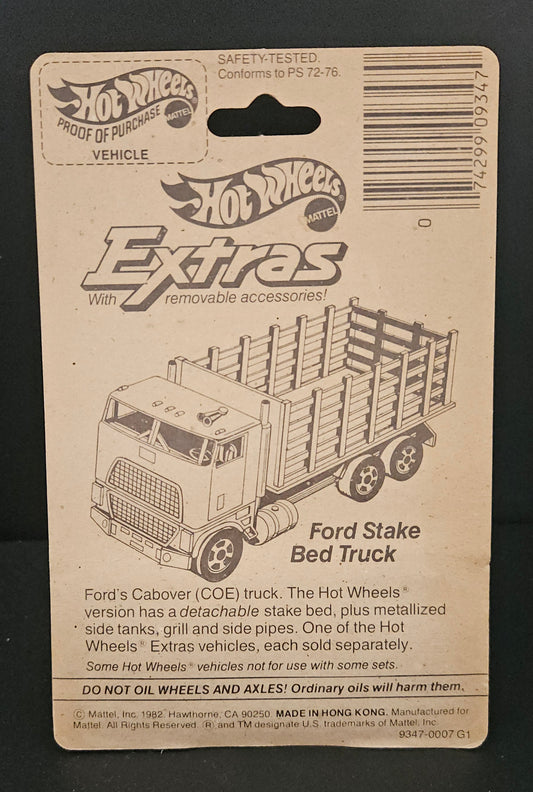 Hot Wheels
MATTEL
PROOF OF PURCHASE
VEHICLE
SAFETY-TESTED.
Conforms to PS 72-76.
74299 09347
0
Hot Wheels®
MATTEL
Extras
With removable accessories!
Ford Stake
Bed Truck
Ford's Cabover (COE) truck. The Hot Wheels®
version has a detachable stake bed, plus metallized
side tanks, grill and side pipes. One of the Hot
Wheels® Extras vehicles, each sold separately.
Some Hot Wheels® vehicles not for use with some sets.
DO NOT OIL WHEELS AND AXLES! Ordinary oils will harm them.
© Mattel, Inc. 1982. Hawthorne, CA 90250. MADE IN HONG KONG. Manufactured for
Mattel. All Rights Reserved. ® and TM designate U.S. trademarks of Mattel, Inc.
9347-0007 G1